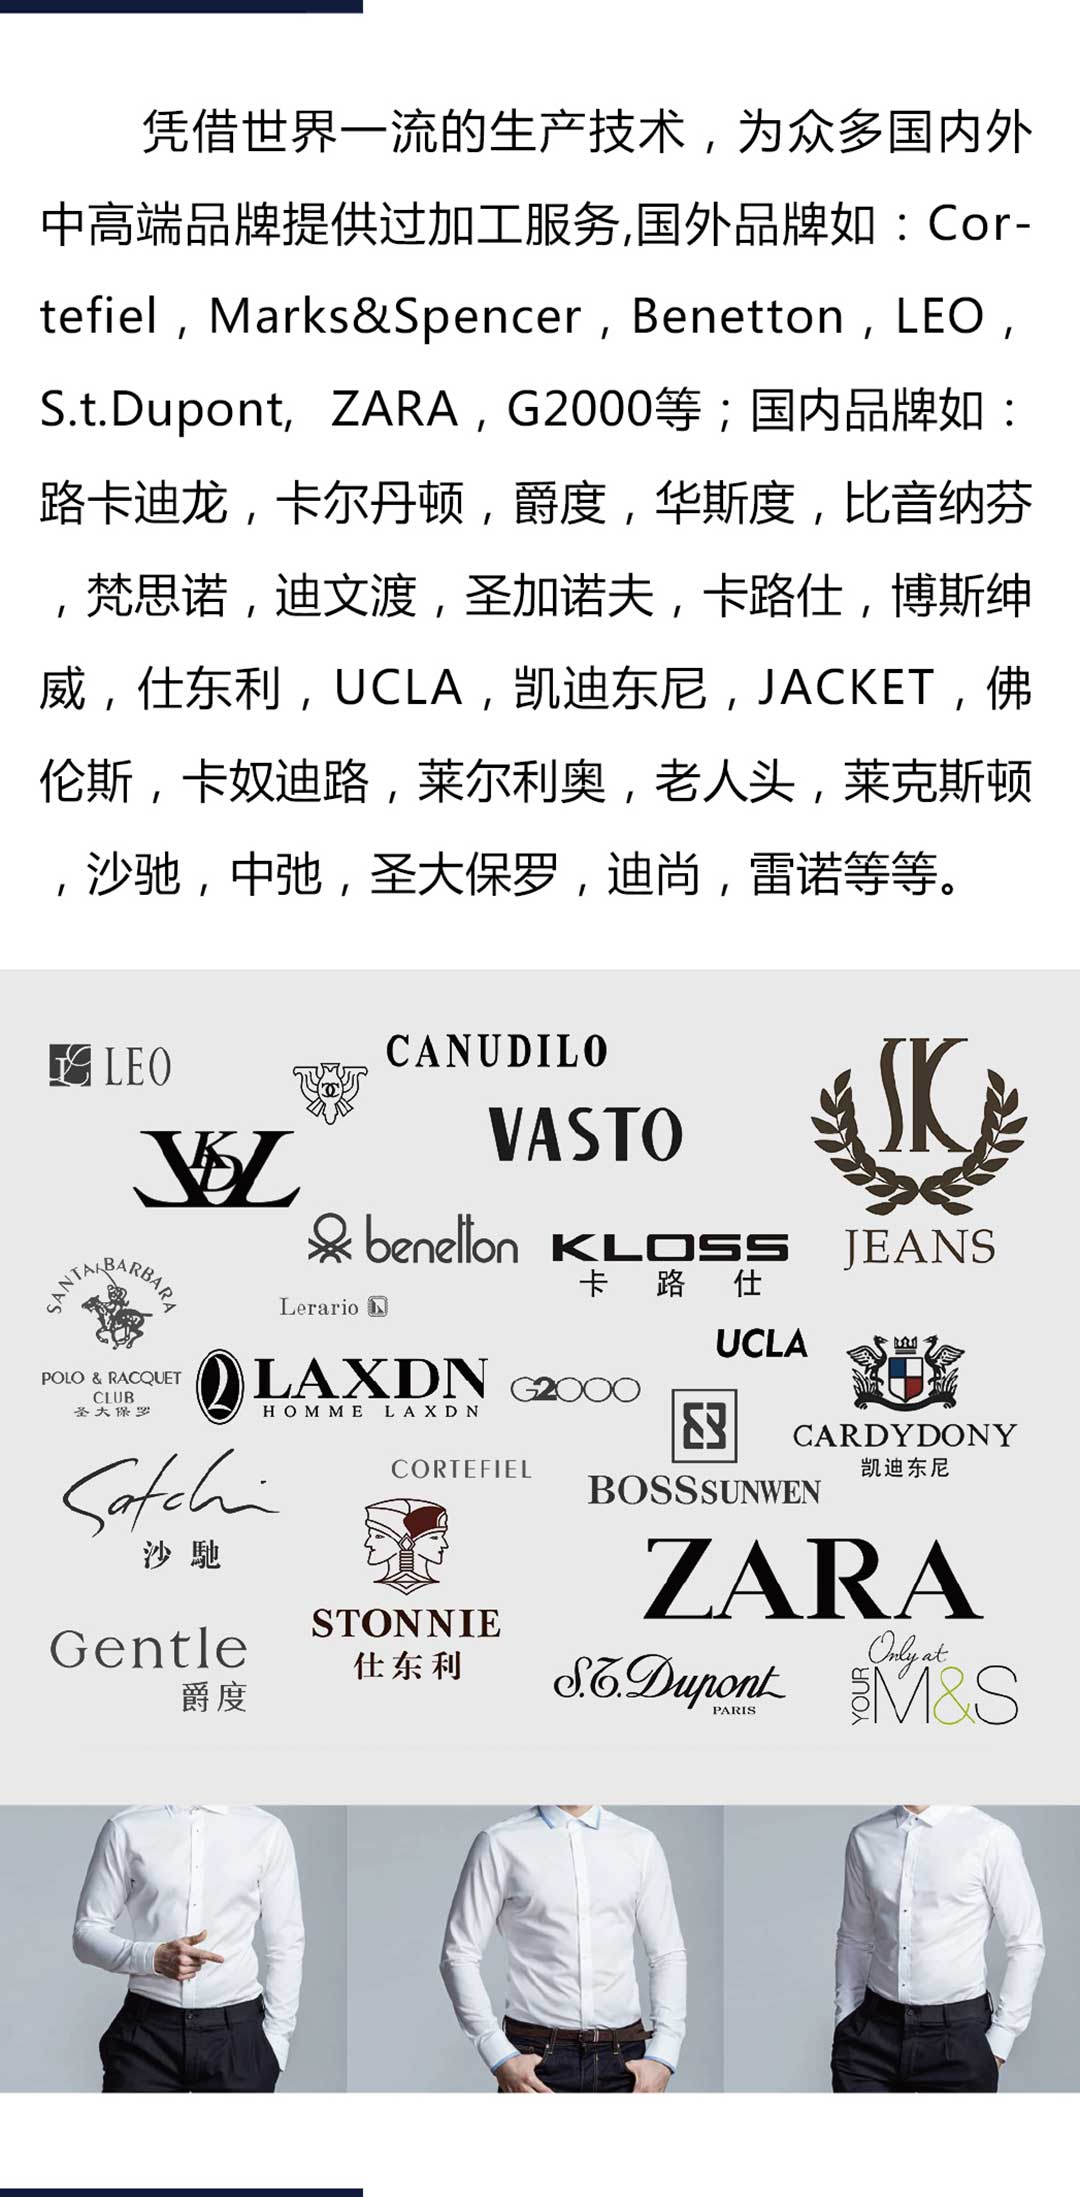 凭借世界一流的生产技术，为众多国内外
中高端品牌提供过加工服务,国外品牌如：Cor-
tefiel，Marks&Spencer，Benetton，LEO，
S.t.Dupont, ZARA，G2000等；国内品牌如：
路卡迪龙，卡尔丹顿，爵度，华斯度，比音纳芬
，梵思诺，迪文渡，圣加诺夫，卡路仕，博斯绅
威，仕东利，UCLA，凯迪东尼，JACKET，佛
伦斯，卡奴迪路，莱尔利奥，老人头，莱克斯顿
，沙驰，中弛，圣大保罗，迪尚，雷诺等等。
LEO
CANUDILO
VASTO
SK
JEANS
benetton
KLOSS
卡路仕
SANTA BARBARA
POLO & RACQUET
CLUB
圣大保罗
Lerario
UCLA
LAXDN
HOMME LAXDN
G2000
CARDYDONY
凯迪东尼
Satchi
沙馳
CORTEFIEL
BOSSSUNWEN
STONNIE
仕东利
ZARA
Gentle
爵度
S.T.Dupont
PARIS
Only at
YOUR M&S